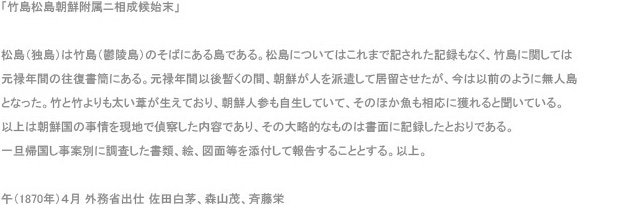 「竹島松島朝鮮附属ニ相成候始末」
松島（独島）は竹島（鬱陵島）のそばにある島である。松島についてはこれまで記された記録もなく、竹島に関しては
元禄年間の往復書簡にある。元禄年間以後暫くの間、朝鮮が人を派遣して居留させたが、今は以前のように無人島
となった。竹と竹よりも太い葦が生えており、朝鮮人参も自生していて、そのほか魚も相応に獲れると聞いている。
以上は朝鮮国の事情を現地で偵察した内容であり、その大略的なものは書面に記録したとおりである。
一旦帰国し事案別に調査した書類、絵、図面等を添付して報告することとする。以上。
午（1870年）４月 外務省出仕 佐田白茅、森山茂、斉藤栄